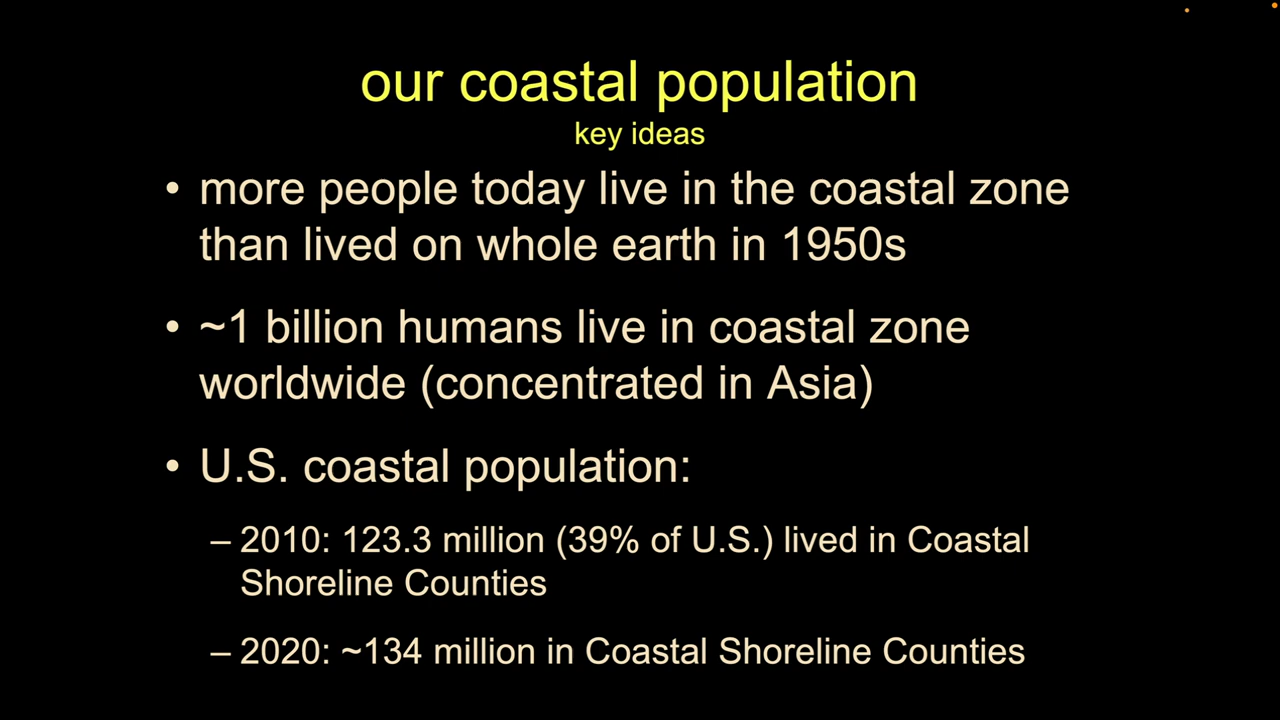 our coastal population
key ideas
• more people today live in the coastal zone
than lived on whole earth in 1950s
• ~1 billion humans live in coastal zone
worldwide (concentrated in Asia)
• U.S. coastal population:
– 2010: 123.3 million (39% of U.S.) lived in Coastal
Shoreline Counties
– 2020: ~134 million in Coastal Shoreline Counties